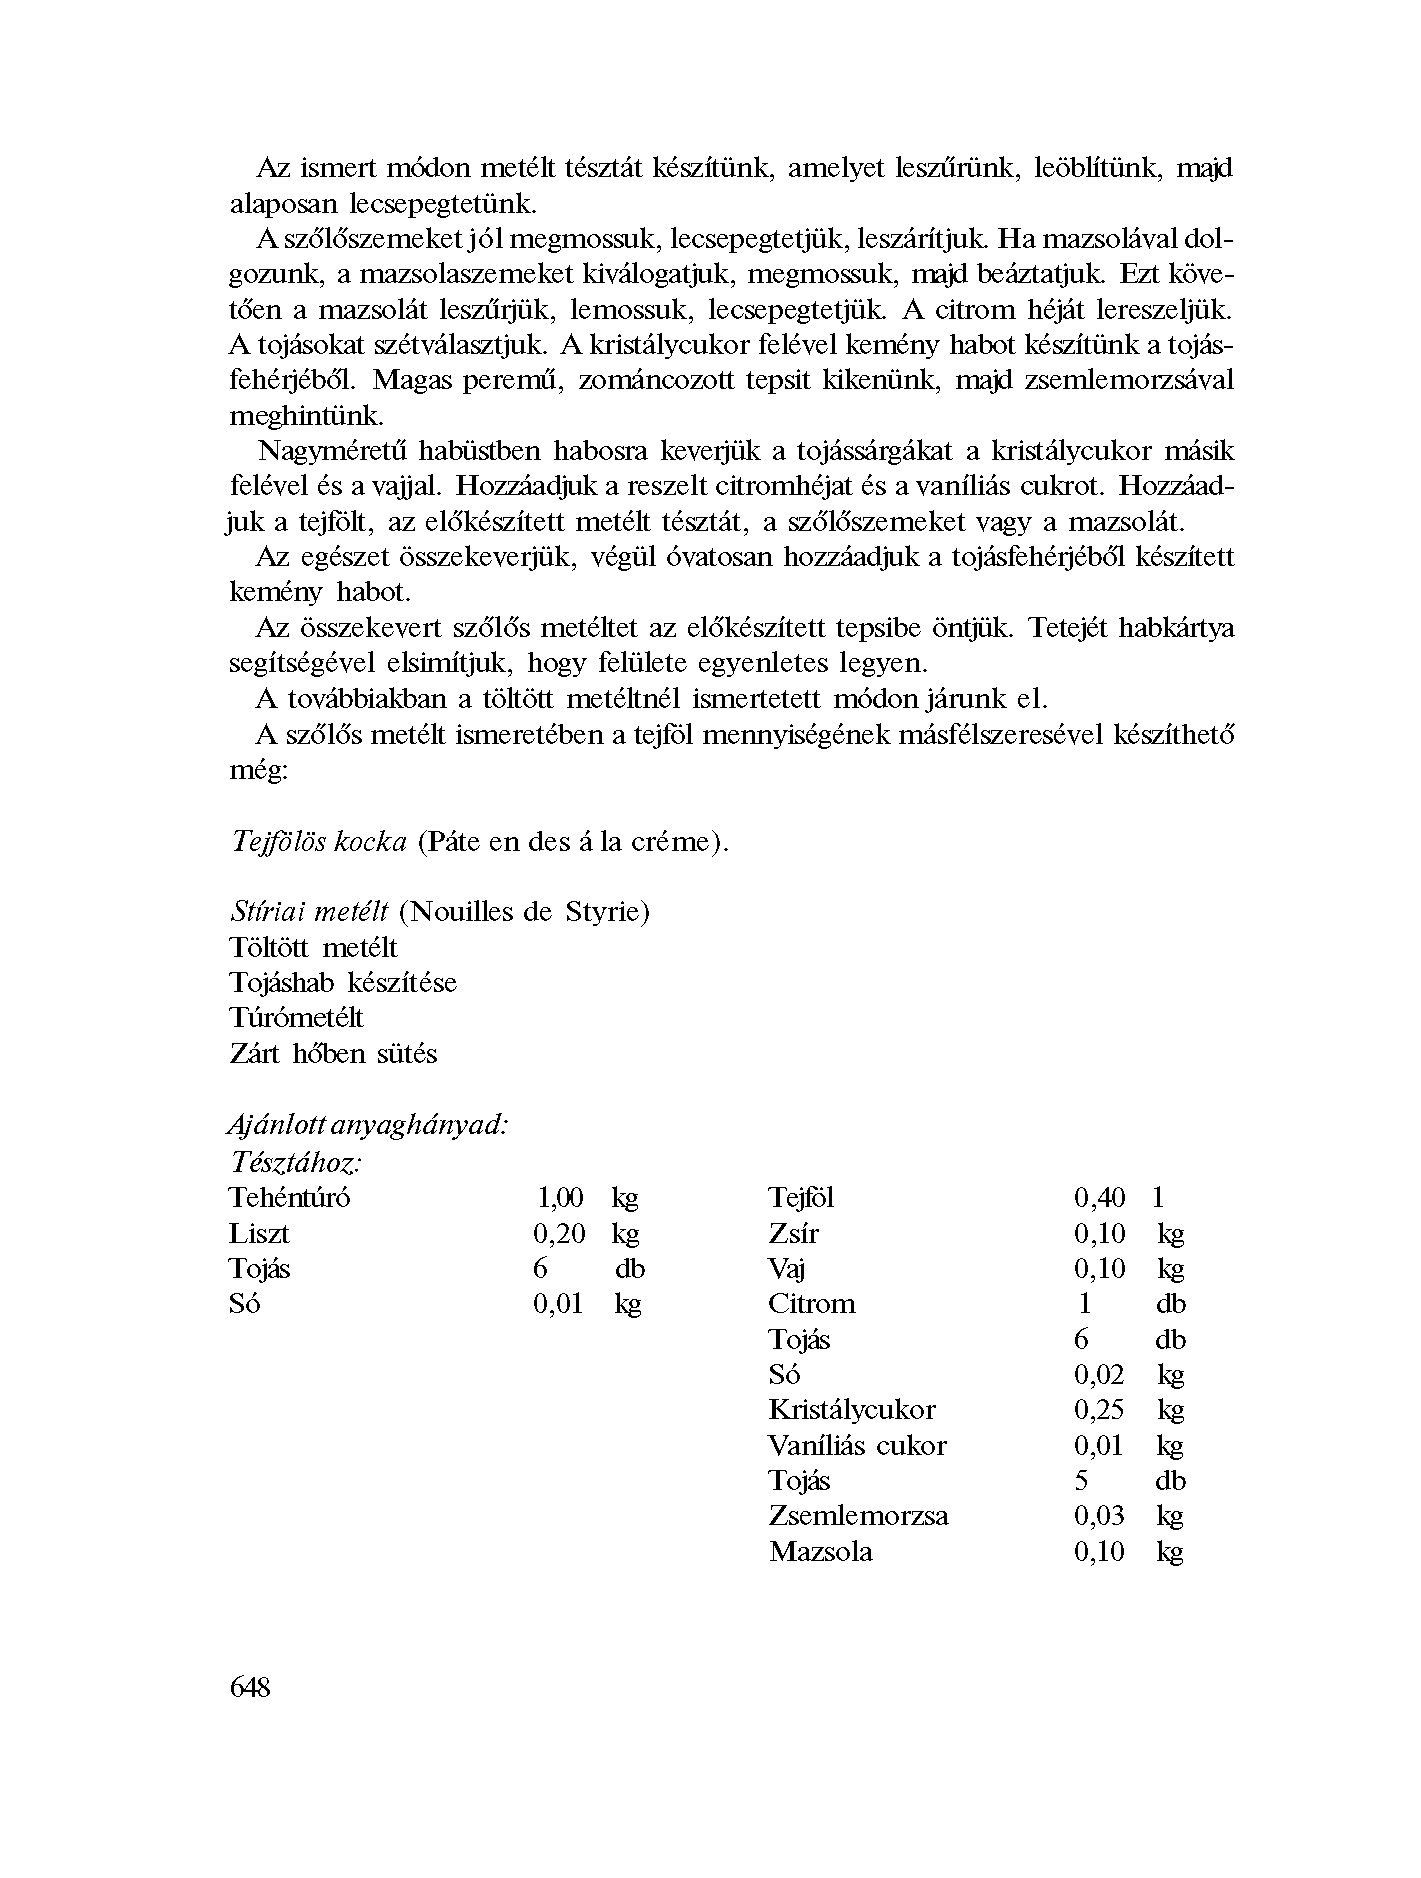 Az ismert módon metélt tésztát készítünk, amelyet leszűrünk, leöblítünk, majd
alaposan lecsepegtetünk.
A szőlőszemeket jól megmossuk, lecsepegtetjük, leszárítjuk. Ha mazsolával dol-
gozunk, a mazsolaszemeket kiválogatjuk, megmossuk, majd beáztatjuk. Ezt köve-
tően a mazsolát leszűrjük, lemossuk, lecsepegtetjük. A citrom héját lereszeljük.
A tojásokat szétválasztjuk. A kristálycukor felével kemény habot készítünk a tojás-
fehérjéből. Magas peremű, zománcozott tepsit kikenünk, majd zsemlemorzsával
meghintünk.
Nagyméretű habüstben habosra keverjük a tojássárgákat a kristálycukor másik
felével és a vajjal. Hozzáadjuk a reszelt citromhéjat és a vaníliás cukrot. Hozzáad-
juk a tejfölt, az előkészített metélt tésztát, a szőlőszemeket vagy a mazsolát.
Az egészet összekeverjük, végül óvatosan hozzáadjuk a tojásfehérjéből készített
kemény habot.
Az összekevert szőlős metéltet az előkészített tepsibe öntjük. Tetejét habkártya
segítségével elsimítjuk, hogy felülete egyenletes legyen.
A továbbiakban a töltött metéltnél ismertetett módon járunk el.
A szőlős metélt ismeretében a tejföl mennyiségének másfélszeresével készíthető
még:
Tejfölös kocka (Páte en des á la créme).
Stíriai metélt (Nouilles de Styrie)
Töltött metélt
Tojáshab készítése
Túrómetélt
Zárt hőben sütés
Ajánlott anyaghányad:
Tésztához:
Tehéntúró 1,00 kg Tejföl 0,40 l
Liszt 0,20 kg Zsír 0,10 kg
Tojás 6 db Vaj 0,10 kg
Só 0,01 kg Citrom 1 db
Tojás 6 db
Só 0,02 kg
Kristálycukor 0,25 kg
Vaníliás cukor 0,01 kg
Tojás 5 db
Zsemlemorzsa 0,03 kg
Mazsola 0,10 kg
648